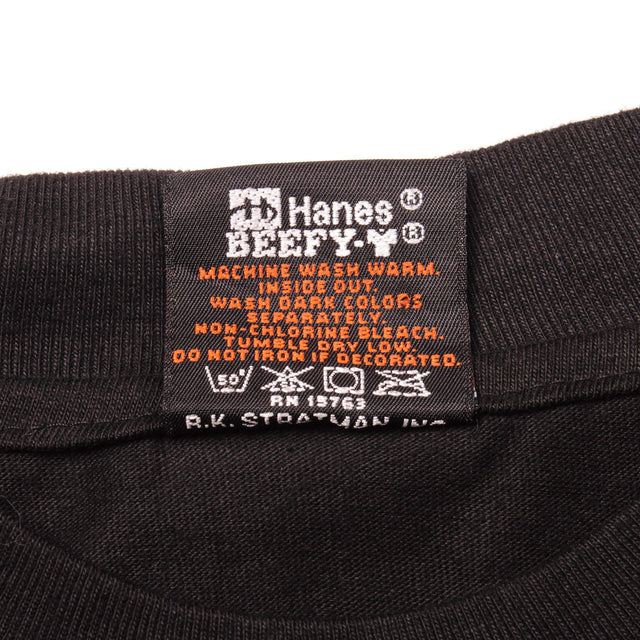 Hanes®
BEEFY-Y®
MACHINE WASH WARM.
INSIDE OUT.
WASH DARK COLORS
SEPARATELY.
NON-CHLORINE BLEACH.
TUMBLE DRY LOW.
DO NOT IRON IF DECORATED.
50°
RN 15763
R.K. STRATMAN, INC.